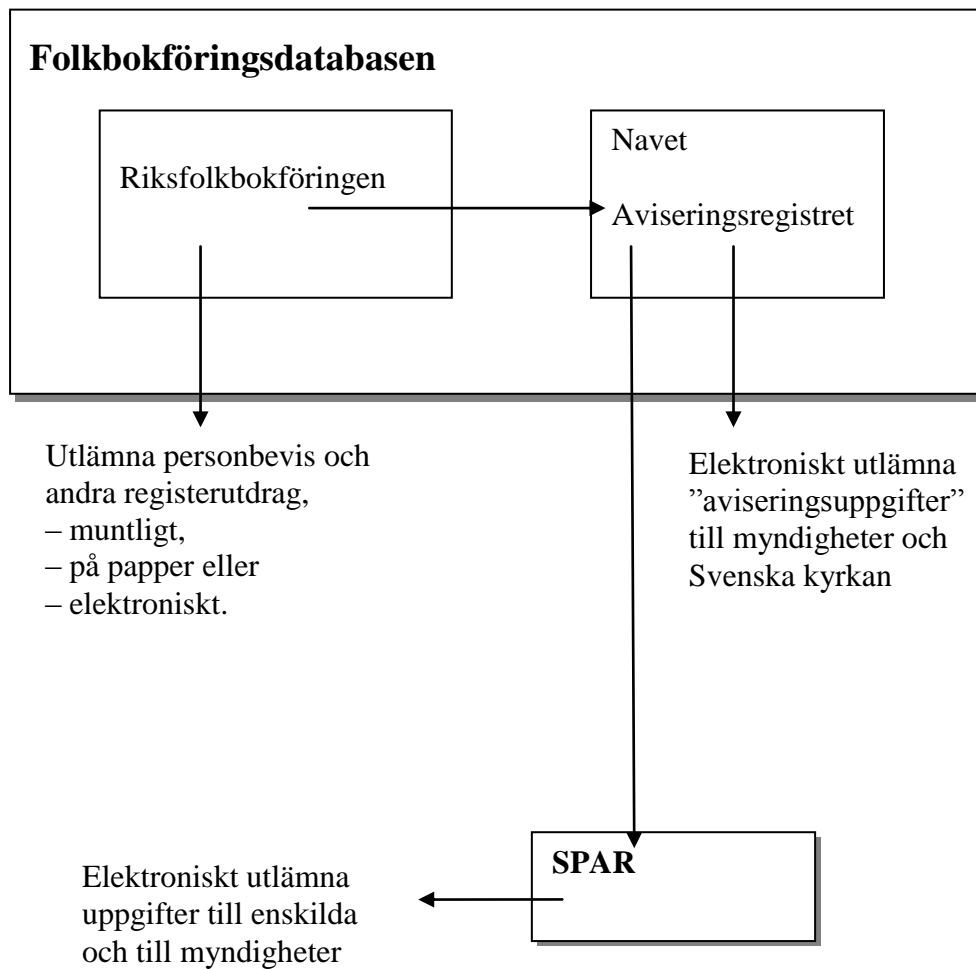 Folkbokföringsdatabasen
Riksfolkbokföringen
Navet
Aviseringsregistret
Utlämna personbevis och
andra registerutdrag,
– muntligt,
– på papper eller
– elektroniskt.
Elektroniskt utlämna
”aviseringsuppgifter”
till myndigheter och
Svenska kyrkan
SPAR
Elektroniskt utlämna
uppgifter till enskilda
och till myndigheter